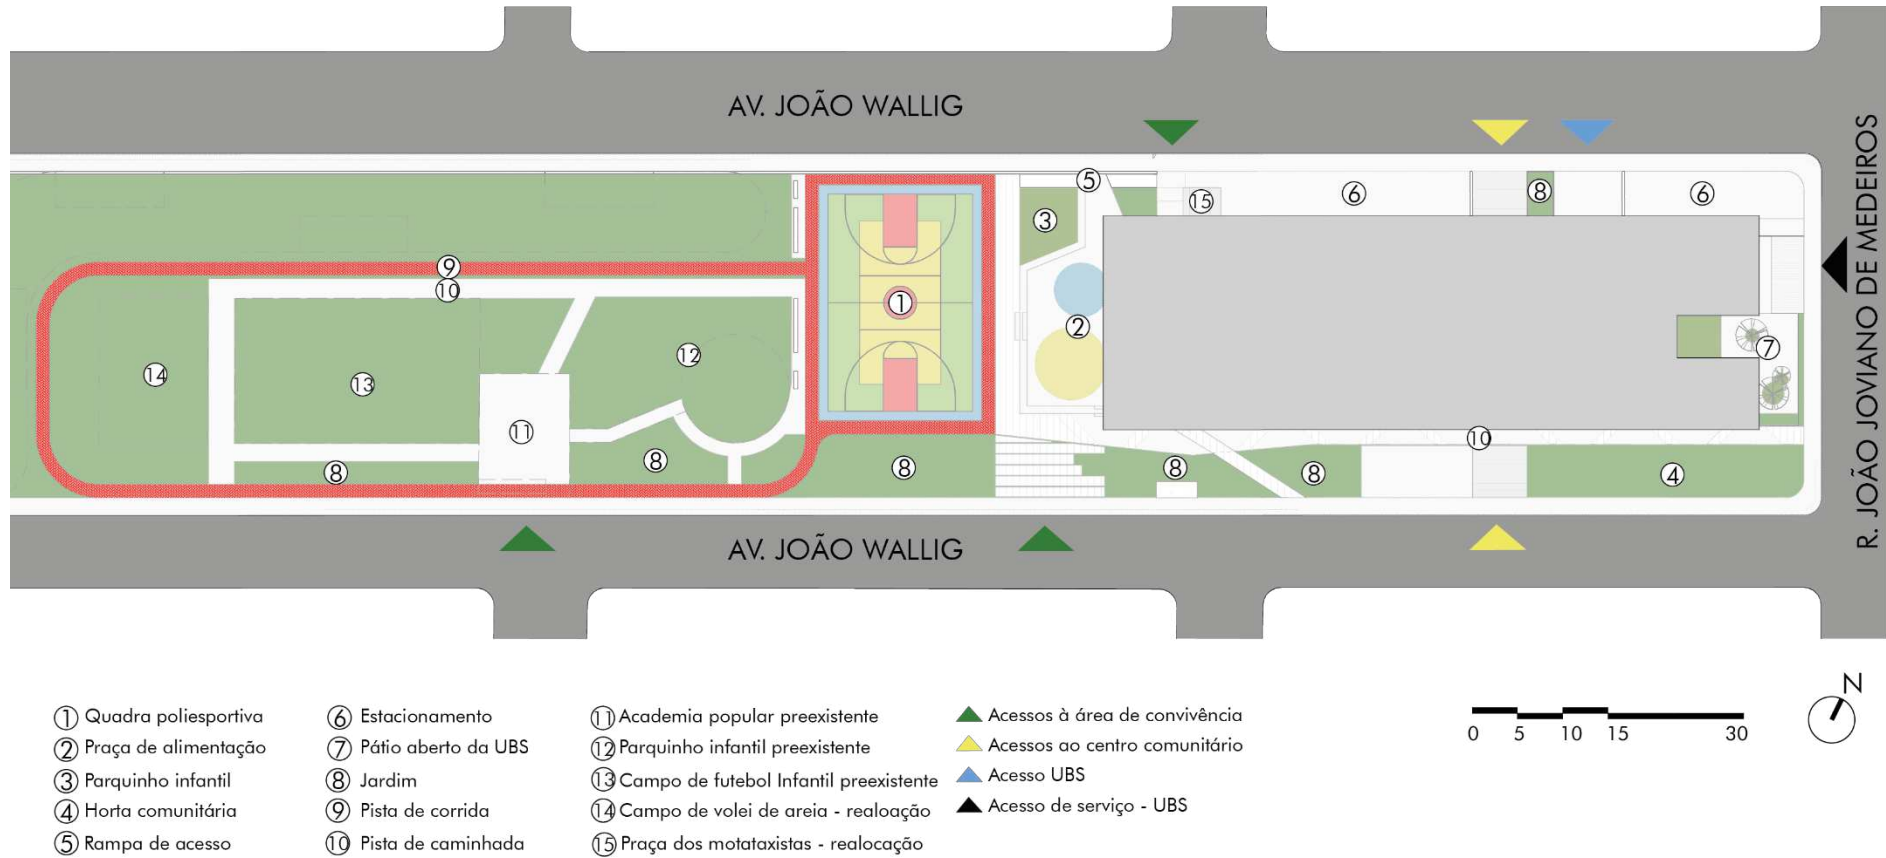 AV. JOÃO WALLIG
R. JOÃO JOVIANO DE MEDEIROS
5
6
8
6
15
3
9
10
1
2
7
12
14
13
11
10
8
8
8
8
8
4
AV. JOÃO WALLIG
1 Quadra poliesportiva
2 Praça de alimentação
3 Parquinho infantil
4 Horta comunitária
5 Rampa de acesso
6 Estacionamento
7 Pátio aberto da UBS
8 Jardim
9 Pista de corrida
10 Pista de caminhada
11 Academia popular preexistente
12 Parquinho infantil preexistente
13 Campo de futebol Infantil preexistente
14 Campo de volei de areia - realoação
15 Praça dos motataxistas - realocação
Acessos à área de convivência
Acessos ao centro comunitário
Acesso UBS
Acesso de serviço - UBS
0 5 10 15 30
N